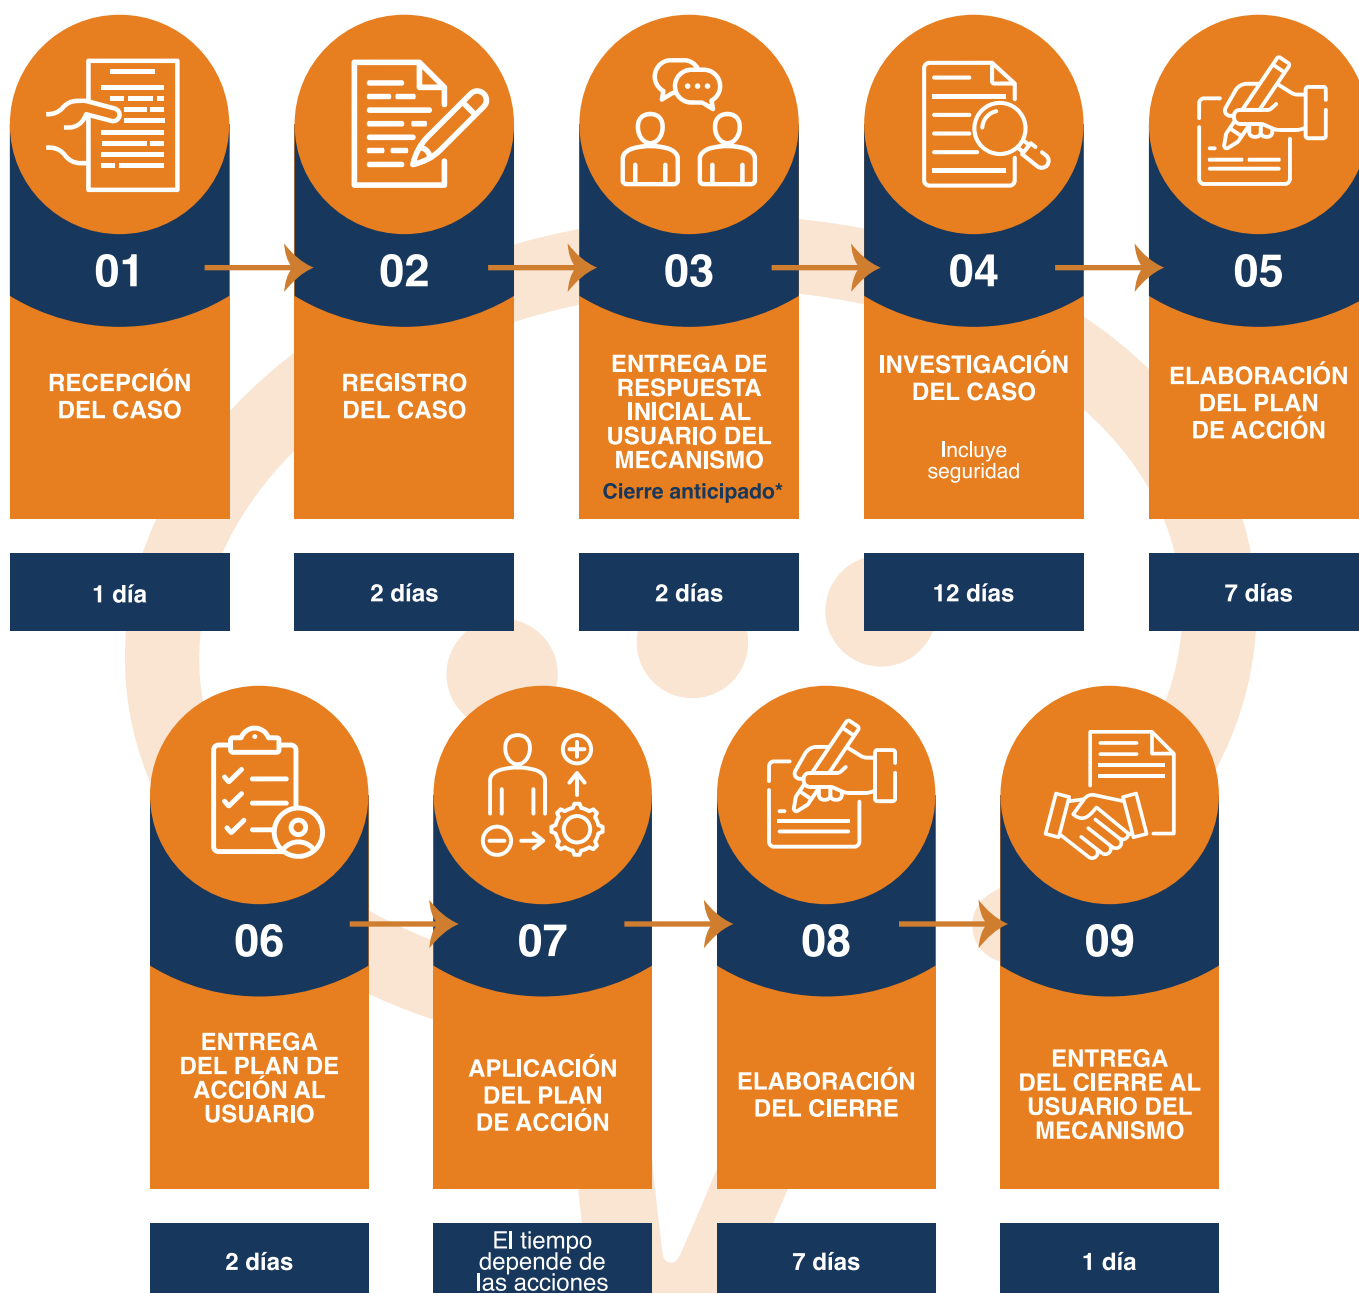 01
RECEPCIÓN
DEL CASO
1 día
02
REGISTRO
DEL CASO
2 días
03
ENTREGA DE
RESPUESTA
INICIAL AL
USUARIO DEL
MECANISMO
Cierre anticipado*
2 días
04
INVESTIGACIÓN
DEL CASO
Incluye
seguridad
12 días
05
ELABORACIÓN
DEL PLAN
DE ACCIÓN
7 días
06
ENTREGA
DEL PLAN DE
ACCIÓN AL
USUARIO
2 días
07
APLICACIÓN
DEL PLAN
DE ACCIÓN
El tiempo
depende de
las acciones
08
ELABORACIÓN
DEL CIERRE
7 días
09
ENTREGA
DEL CIERRE AL
USUARIO DEL
MECANISMO
1 día